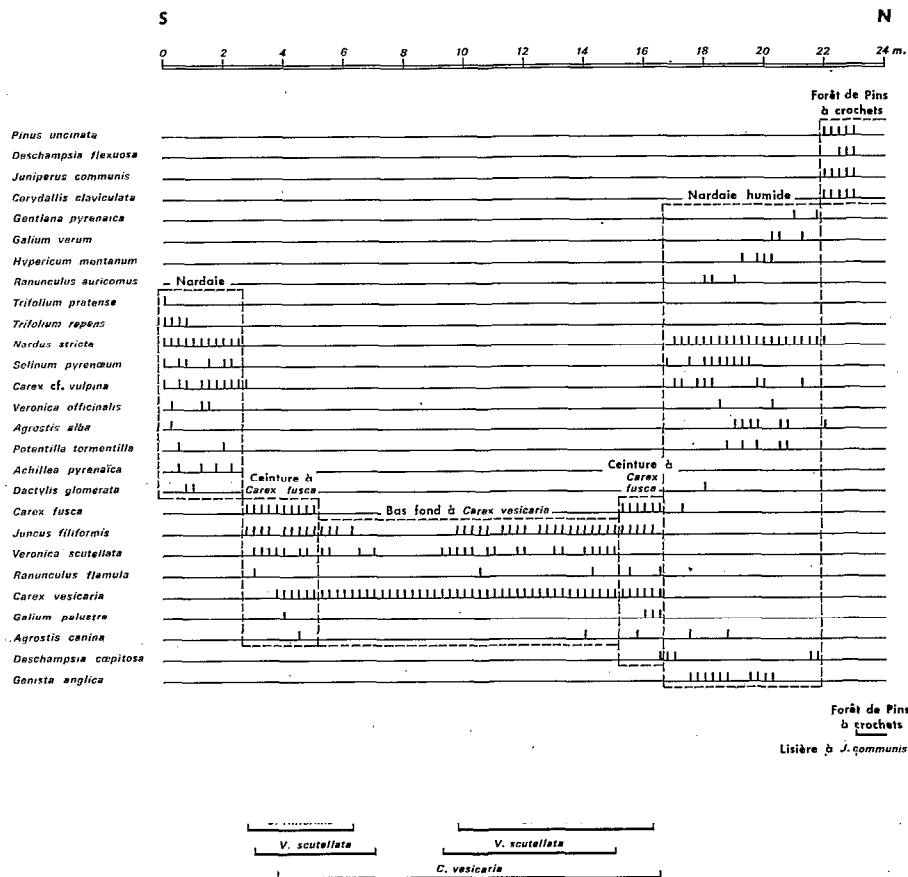 S N
0 2 4 6 8 10 12 14 16 18 20 22 24 m.
Forêt de Pins
à crochets
Pinus uncinata
Deschampsia flexuosa
Juniperus communis
Corydallis claviculata
Nardaie humide
Gentiana pyrenaica
Galium verum
Hypericum montanum
Ranunculus auricomus
Nardaie
Trifolium pratense
Trifolium repens
Nardus stricta
Selinum pyrenœum
Carex cf. vulpina
Veronica officinalis
Agrostis alba
Potentilla tormentilla
Achillea pyrenaïca
Dactylis glomerata
Ceinture à
Carex fusca
Ceinture à
Carex
fusca
Carex fusca
Bas fond à Carex vesicaria
Juncus filiformis
Veronica scutellata
Ranunculus flamula
Carex vesicaria
Galium palustre
Agrostis canina
Deschampsia cœpitosa
Genista anglica
Forêt de Pins
à crochets
Lisière à J. communis
V. scutellata V. scutellata
C. vesicaria